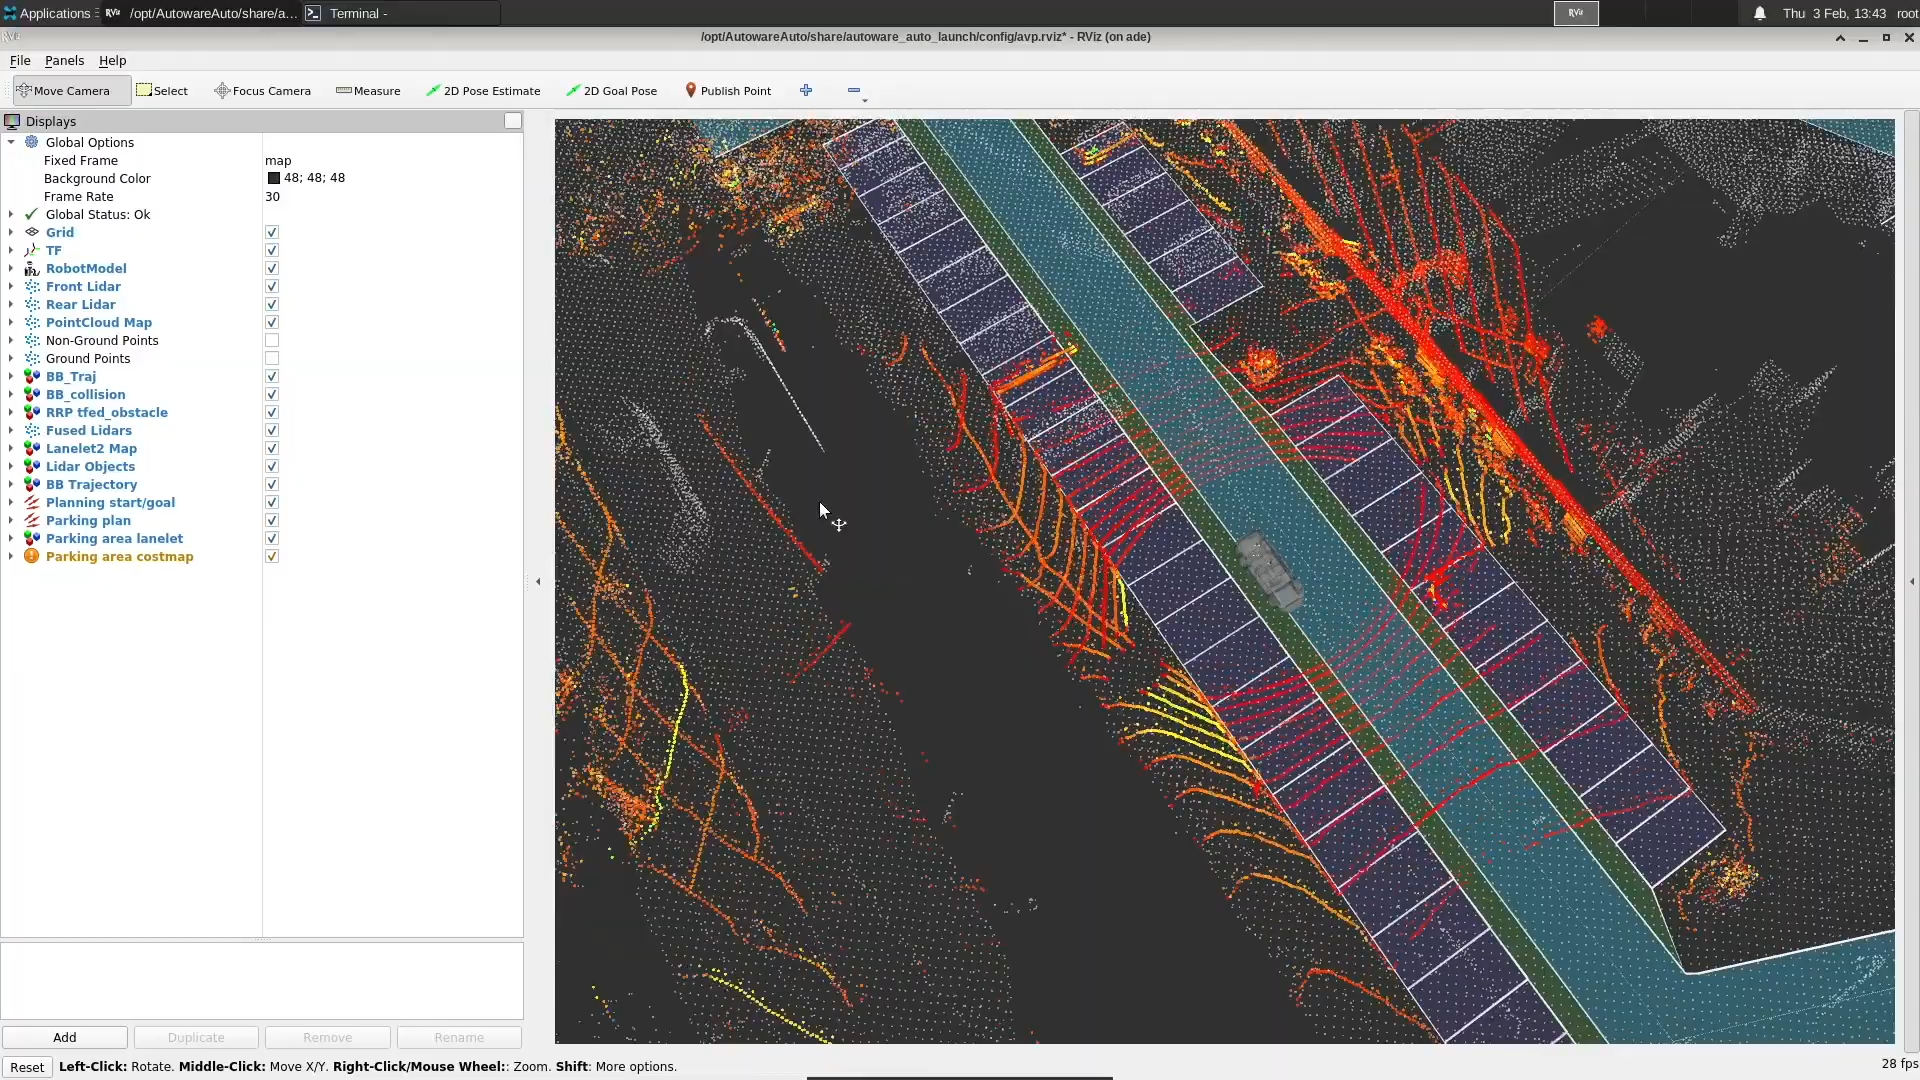 Applications
/opt/AutowareAuto/share/a...
Terminal -
Thu 3 Feb, 13:43 root
/opt/AutowareAuto/share/autoware_auto_launch/config/avp.rviz* - RViz (on ade)
File Panels Help
Move Camera Select Focus Camera Measure 2D Pose Estimate 2D Goal Pose Publish Point
Displays
Global Options
Fixed Frame map
Background Color 48; 48; 48
Frame Rate 30
Global Status: Ok
Grid
TF
RobotModel
Front Lidar
Rear Lidar
PointCloud Map
Non-Ground Points
Ground Points
BB_Traj
BB_collision
RRP tfed_obstacle
Fused Lidars
Lanelet2 Map
Lidar Objects
BB Trajectory
Planning start/goal
Parking plan
Parking area lanelet
Parking area costmap
Add Duplicate Remove Rename
Reset Left-Click: Rotate. Middle-Click: Move X/Y. Right-Click/Mouse Wheel:: Zoom. Shift: More options.
28 fps